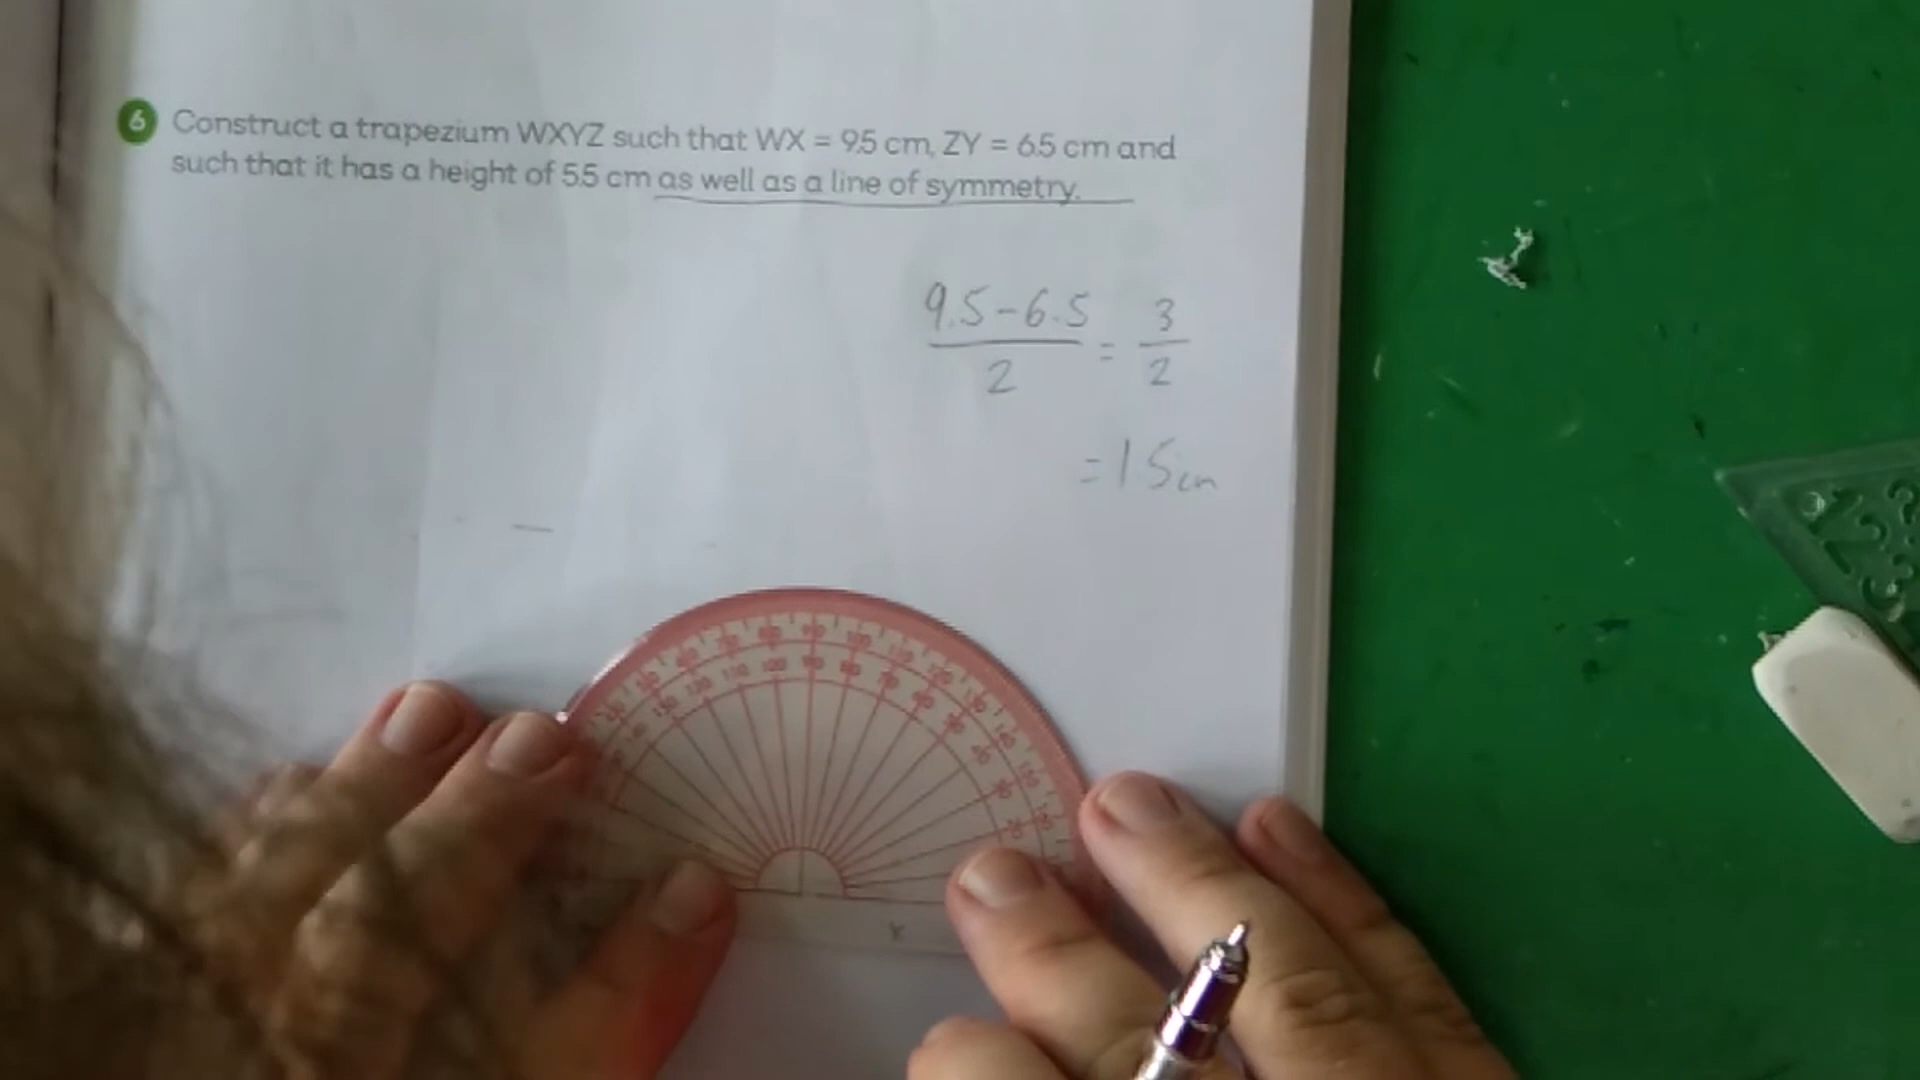 6 Construct a trapezium WXYZ such that WX = 9.5 cm, ZY = 6.5 cm and
such that it has a height of 5.5 cm as well as a line of symmetry.
9.5-6.5 / 2 = 3 / 2
= 1.5cm